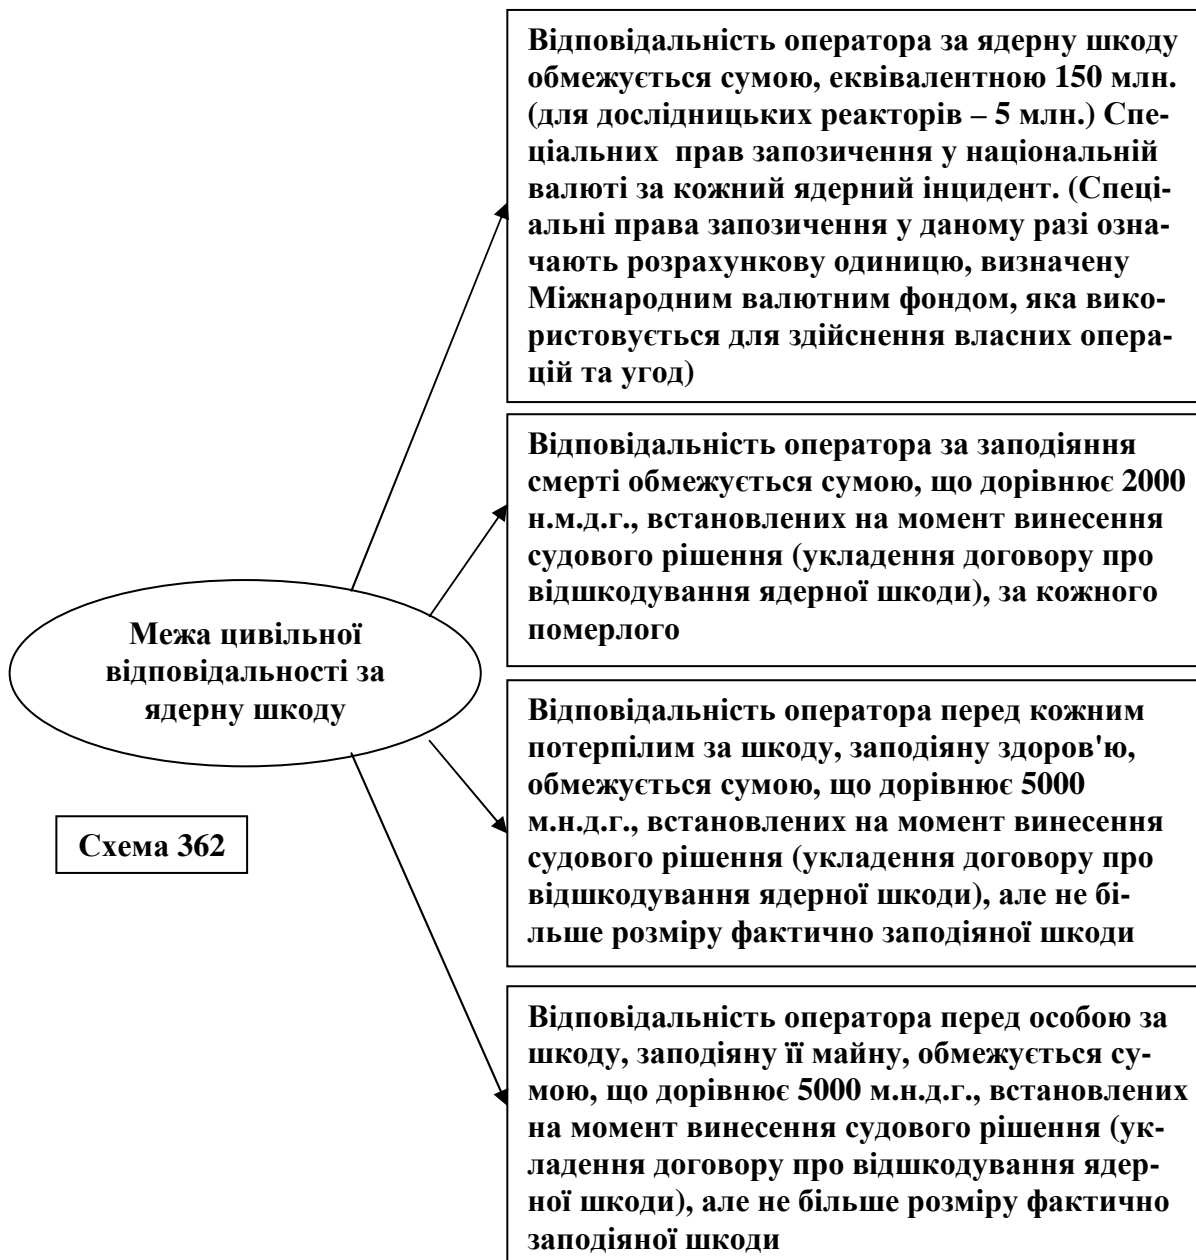 Відповідальність оператора за ядерну шкоду
обмежується сумою, еквівалентною 150 млн.
(для дослідницьких реакторів – 5 млн.) Спе-
ціальних прав запозичення у національній
валюті за кожний ядерний інцидент. (Спеці-
альні права запозичення у даному разі озна-
чають розрахункову одиницю, визначену
Міжнародним валютним фондом, яка вико-
ристовується для здійснення власних опера-
цій та угод)
Відповідальність оператора за заподіяння
смерті обмежується сумою, що дорівнює 2000
н.м.д.г., встановлених на момент винесення
судового рішення (укладення договору про
відшкодування ядерної шкоди), за кожного
померлого
Межа цивільної
відповідальності за
ядерну шкоду
Відповідальність оператора перед кожним
потерпілим за шкоду, заподіяну здоров'ю,
обмежується сумою, що дорівнює 5000
м.н.д.г., встановлених на момент винесення
судового рішення (укладення договору про
відшкодування ядерної шкоди), але не бі-
льше розміру фактично заподіяної шкоди
Схема 362
Відповідальність оператора перед особою за
шкоду, заподіяну її майну, обмежується су-
мою, що дорівнює 5000 м.н.д.г., встановлених
на момент винесення судового рішення (ук-
ладення договору про відшкодування ядер-
ної шкоди), але не більше розміру фактично
заподіяної шкоди